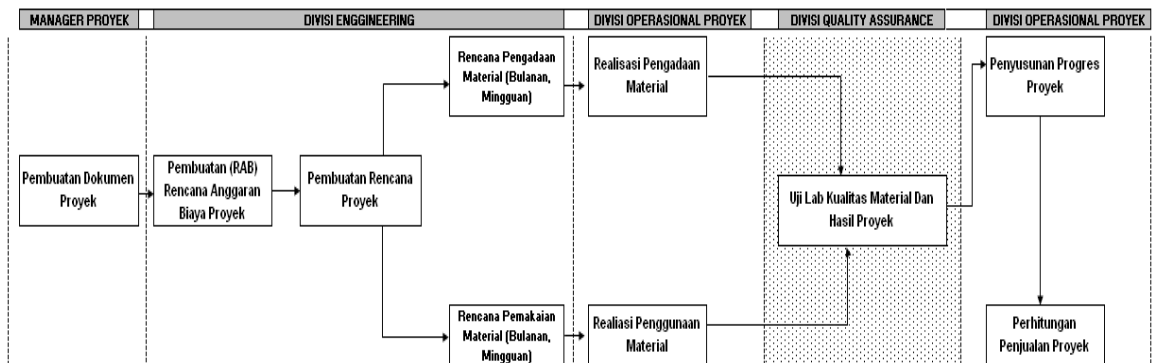 MANAGER PROYEK
DIVISI ENGGINEERING
DIVISI OPERASIONAL PROYEK
DIVISI QUALITY ASSURANCE
DIVISI OPERASIONAL PROYEK
Pembuatan Dokumen
Proyek
Pembuatan (RAB)
Rencana Anggaran
Biaya Proyek
Pembuatan Rencana
Proyek
Rencana Pengadaan
Material (Bulanan,
Mingguan)
Realisasi Pengadaan
Material
Rencana Pemakaian
Material (Bulanan,
Mingguan)
Realiasi Penggunaan
Material
Uji Lab Kualitas Material Dan
Hasil Proyek
Penyusunan Progres
Proyek
Perhitungan
Penjualan Proyek